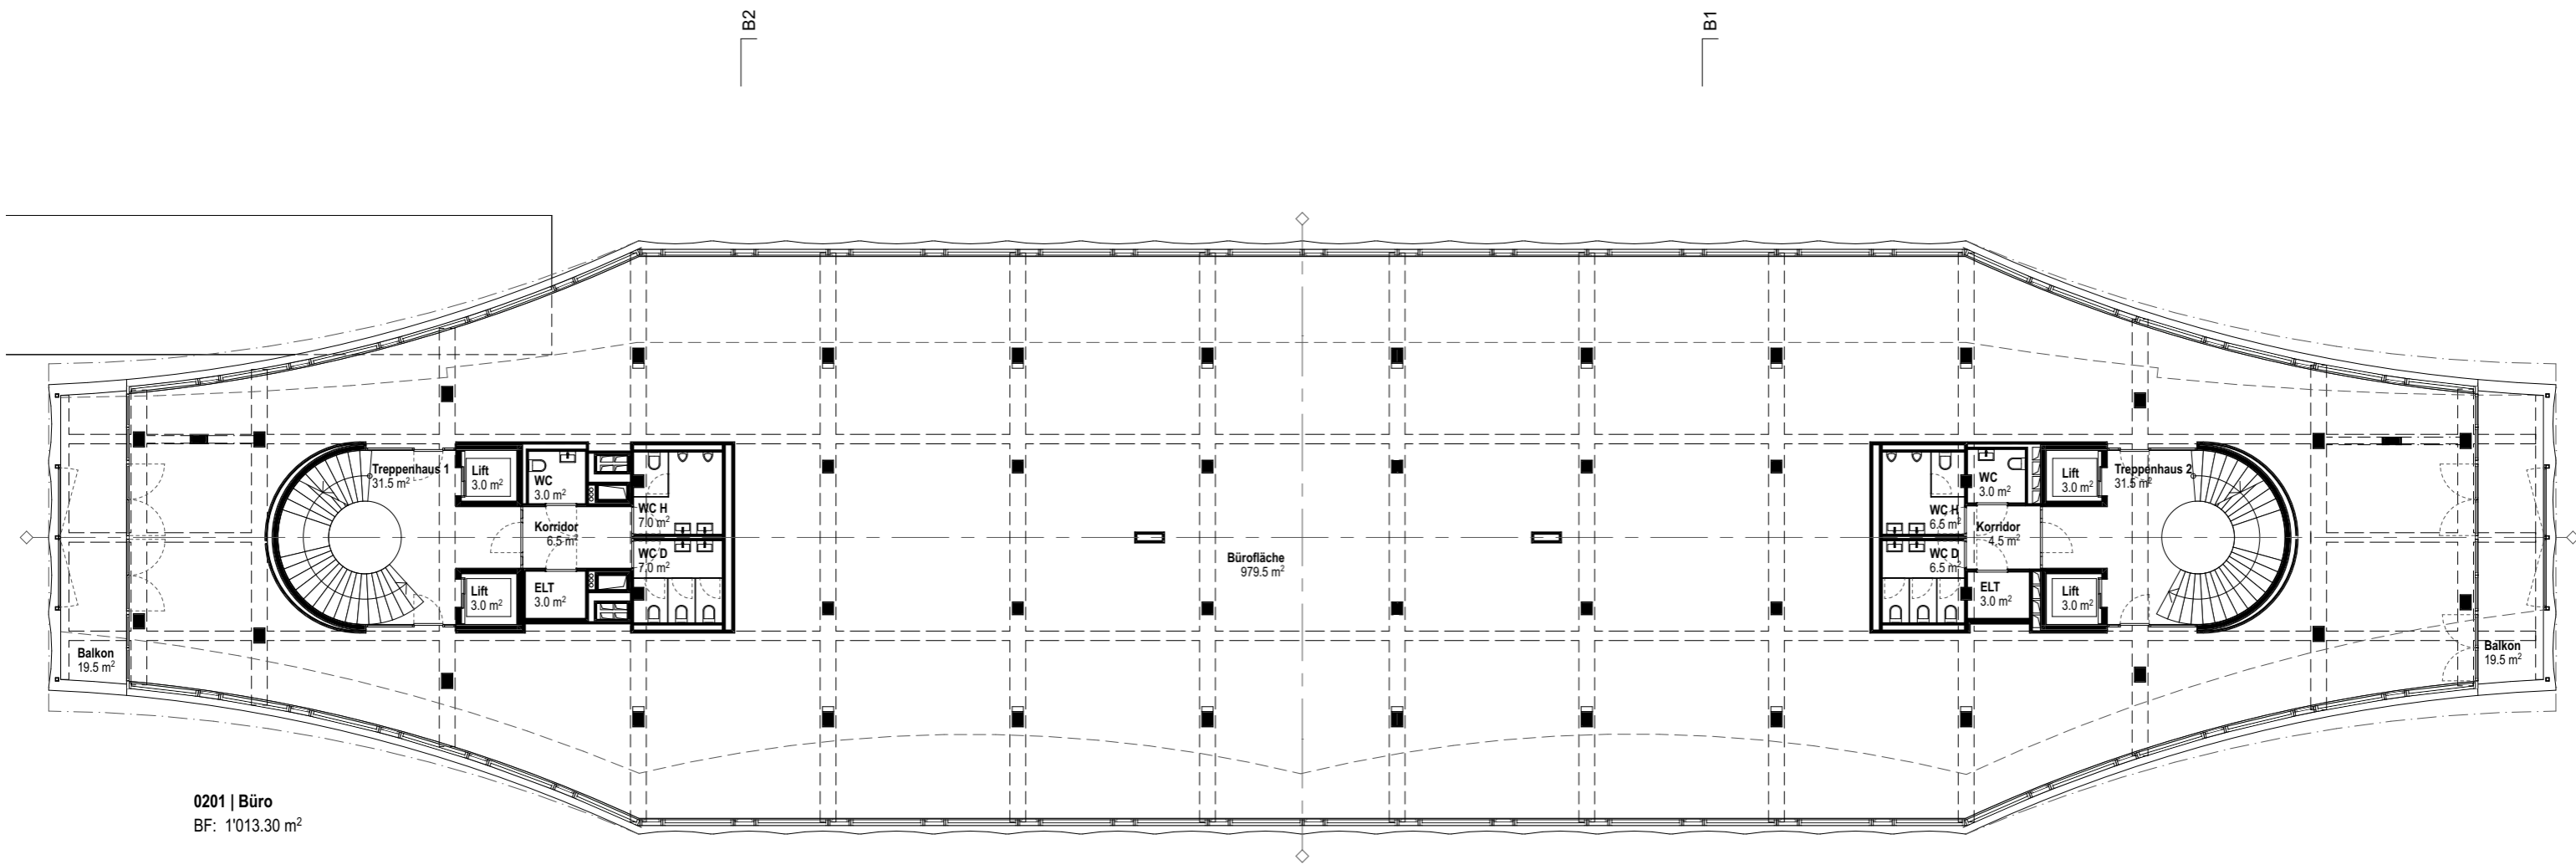 B2
B1
Treppenhaus 1
31.5 m²
Lift
3.0 m²
WC
3.0 m²
WC H
7.0 m²
Korridor
6.5 m²
WC D
7.0 m²
Lift
3.0 m²
ELT
3.0 m²
Balkon
19.5 m²
Bürofläche
979.5 m²
WC H
6.5 m²
WC
3.0 m²
Lift
3.0 m²
Treppenhaus 2
31.5 m²
Korridor
4.5 m²
WC D
6.5 m²
ELT
3.0 m²
Lift
3.0 m²
Balkon
19.5 m²
0201 | Büro
BF: 1'013.30 m²